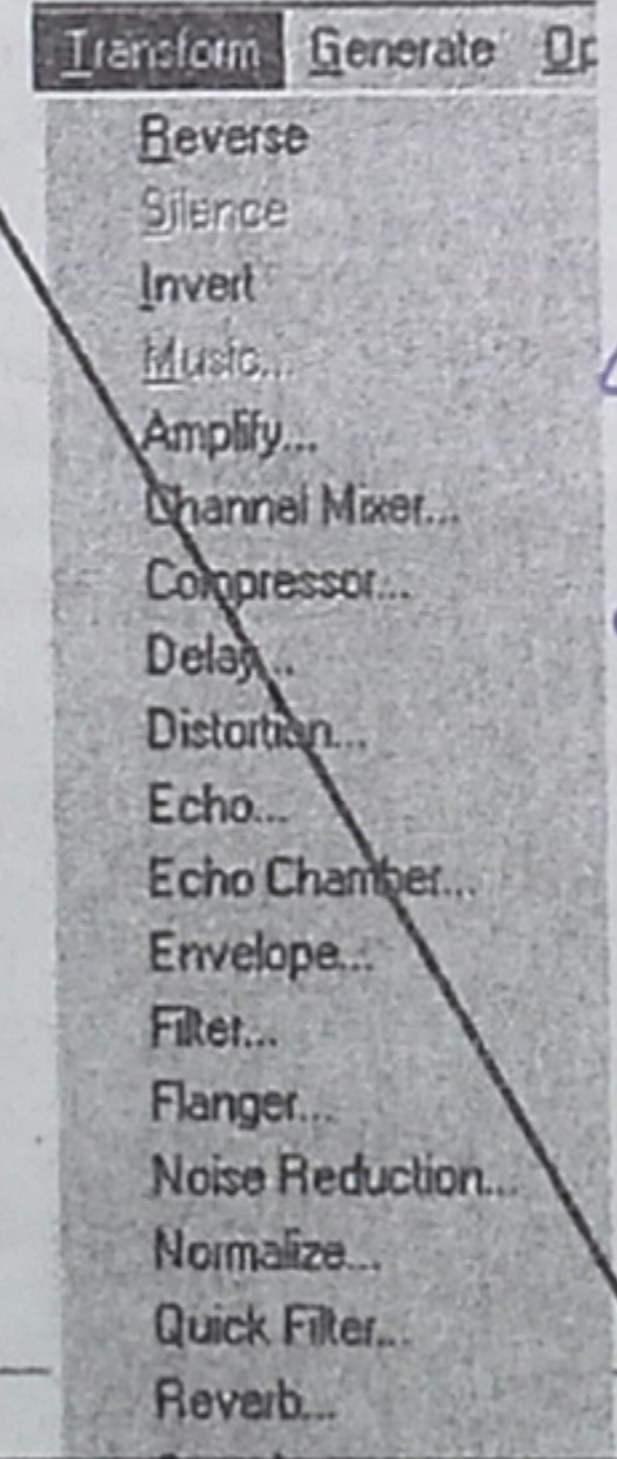 Transform Generate Op
Reverse
Silence
Invert
Music...
Amplify...
Channel Mixer...
Compressor...
Delay...
Distortion...
Echo...
Echo Chamber...
Envelope...
Filter...
Flanger...
Noise Reduction...
Normalize...
Quick Filter...
Reverb...